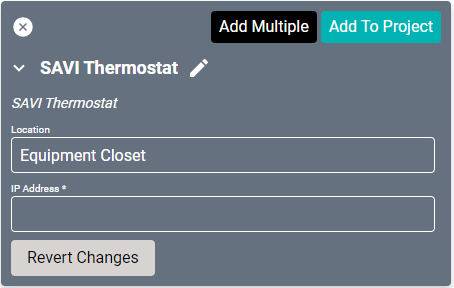 Add Multiple
Add To Project
SAVI Thermostat
SAVI Thermostat
Location
Equipment Closet
IP Address *
Revert Changes